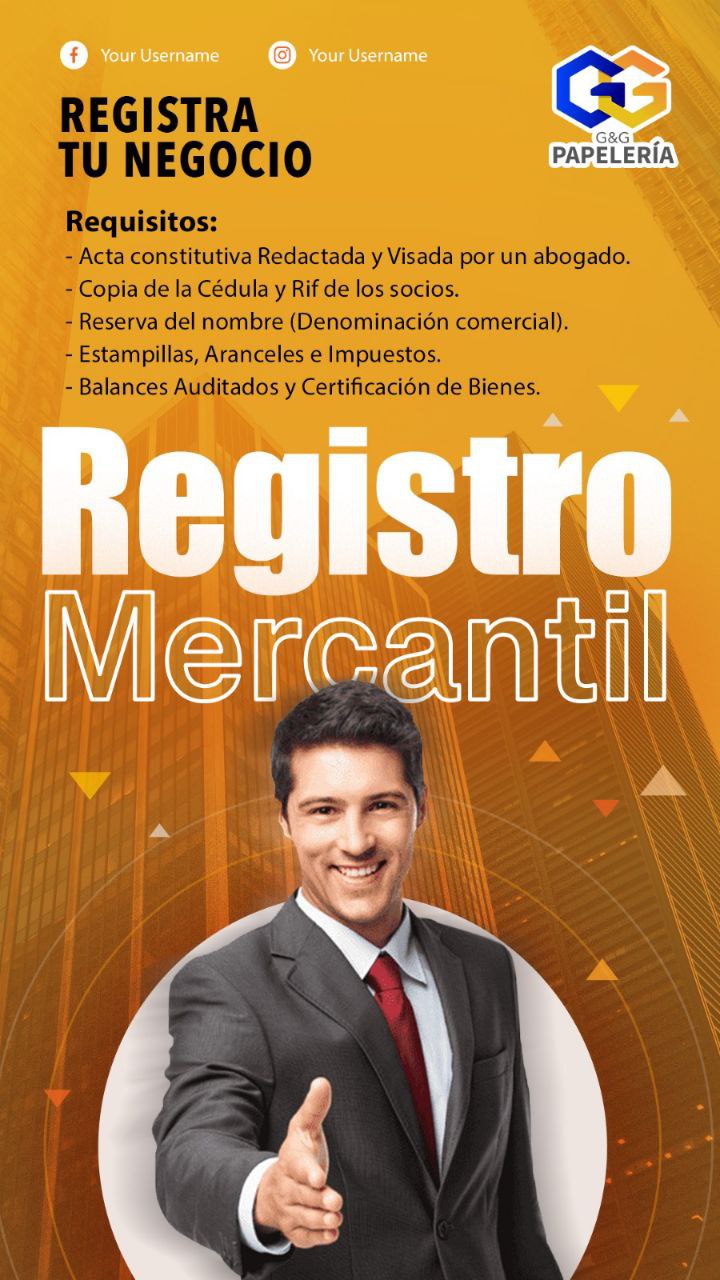 Your Username
Your Username
REGISTRA
TU NEGOCIO
G&G
PAPELERÍA
Requisitos:
- Acta constitutiva Redactada y Visada por un abogado.
- Copia de la Cédula y Rif de los socios.
- Reserva del nombre (Denominación comercial).
- Estampillas, Aranceles e Impuestos.
- Balances Auditados y Certificación de Bienes.
Registro
Mercantil